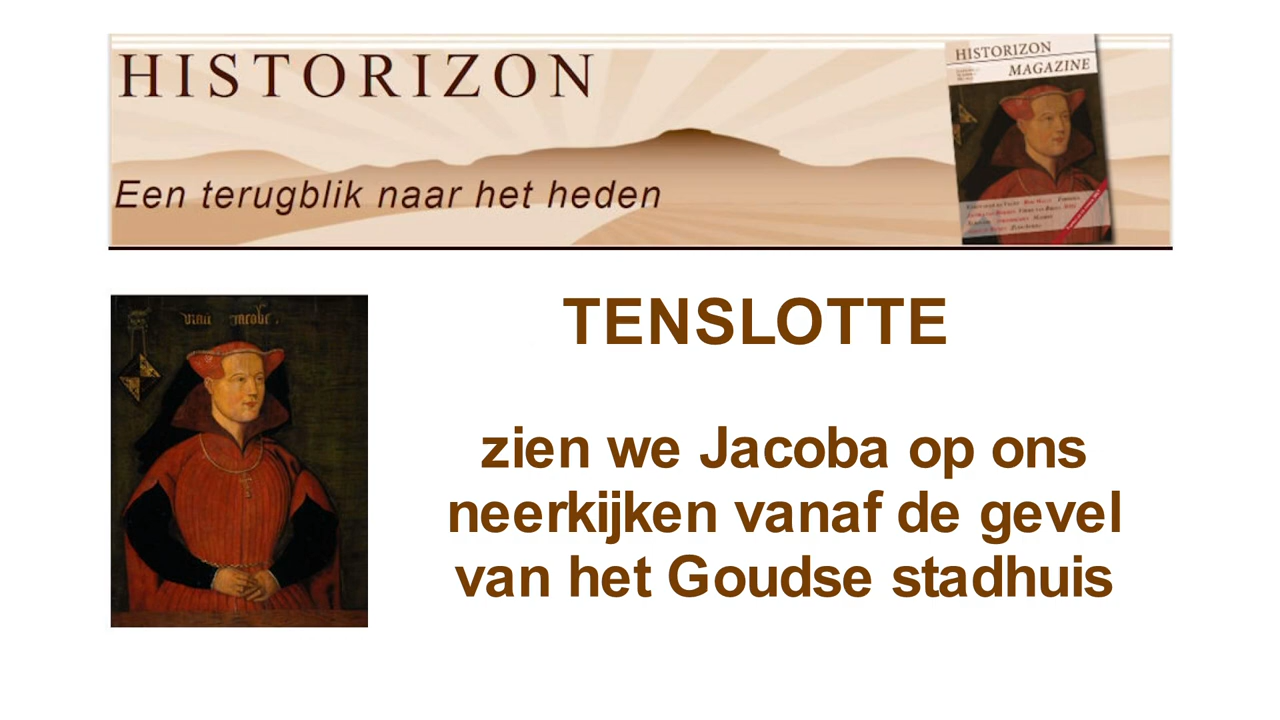 HISTORIZON
Een terugblik naar het heden
HISTORIZON
MAGAZINE
TENSLOTTE
zien we Jacoba op ons
neerkijken vanaf de gevel
van het Goudse stadhuis